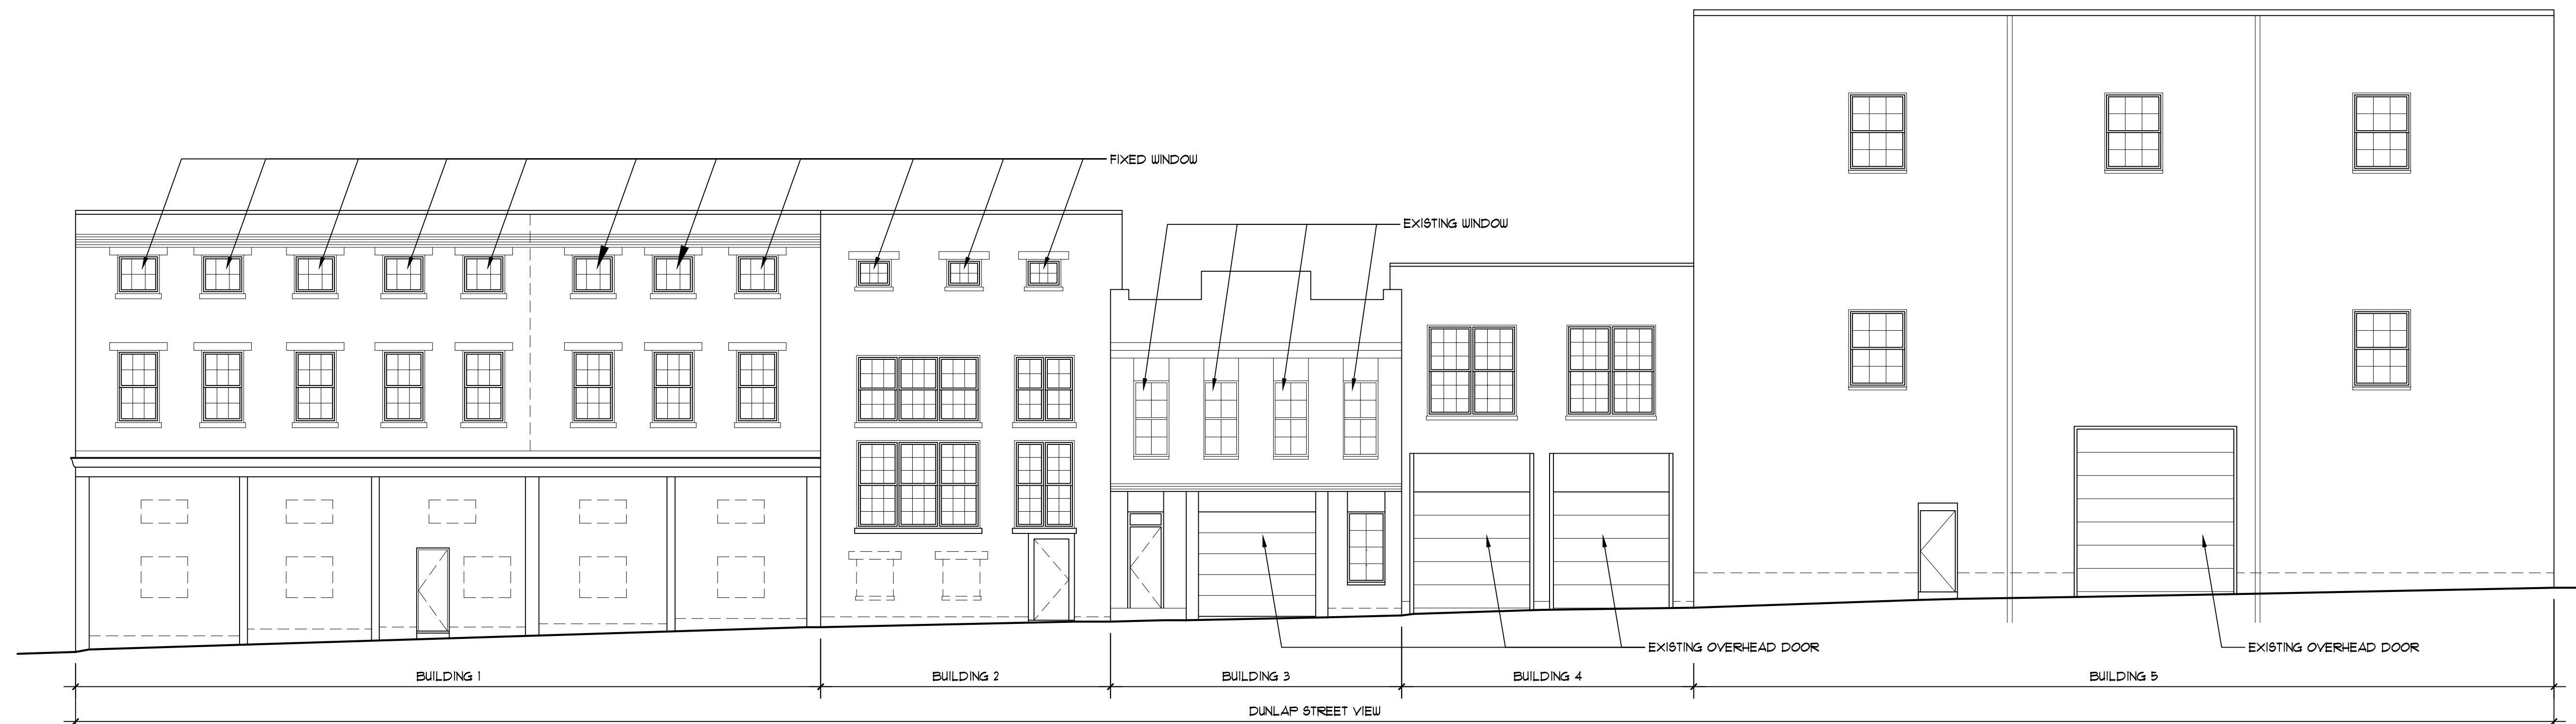 FIXED WINDOW
EXISTING WINDOW
EXISTING OVERHEAD DOOR
EXISTING OVERHEAD DOOR
BUILDING 1
BUILDING 2
BUILDING 3
BUILDING 4
BUILDING 5
DUNLAP STREET VIEW